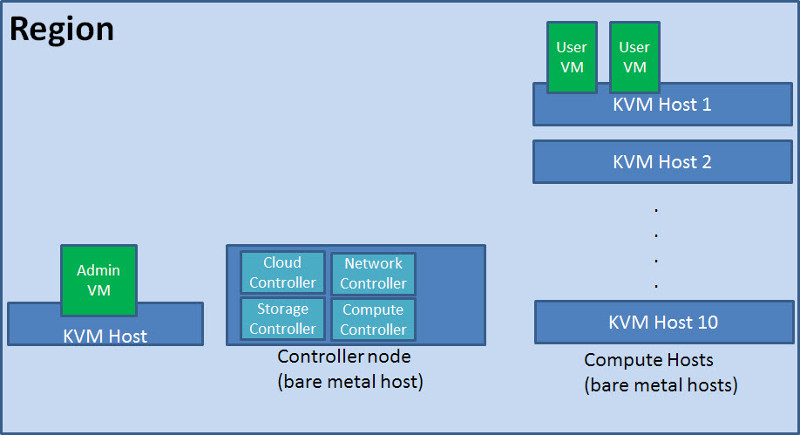 Region
User
VM
User
VM
KVM Host 1
KVM Host 2
.
.
.
.
Admin
VM
KVM Host
Cloud
Controller
Network
Controller
Storage
Controller
Compute
Controller
Controller node
(bare metal host)
KVM Host 10
Compute Hosts
(bare metal hosts)